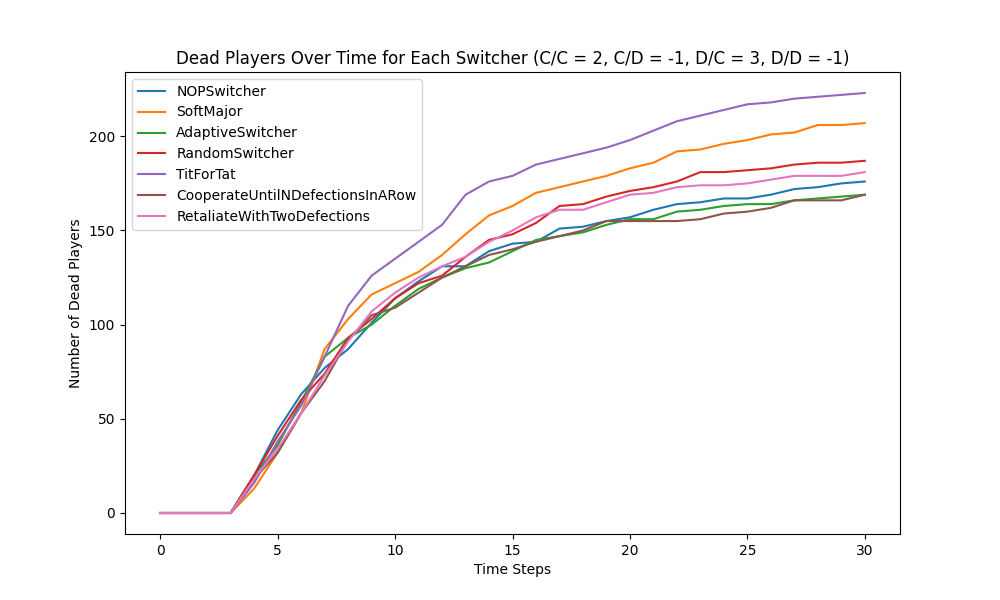 Dead Players Over Time for Each Switcher (C/C = 2, C/D = -1, D/C = 3, D/D = -1)
NOPSwitcher
SoftMajor
AdaptiveSwitcher
RandomSwitcher
TitForTat
CooperateUntilNDefectionsInARow
RetaliateWithTwoDefections
Number of Dead Players
200
150
100
50
0
0 5 10 15 20 25 30
Time Steps